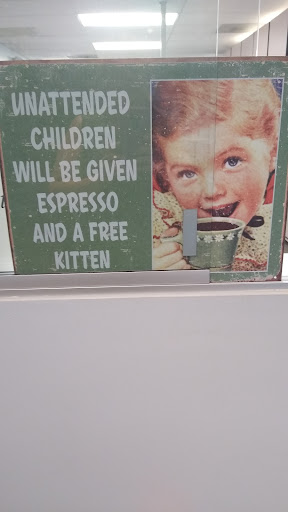 UNATTENDED
CHILDREN
WILL BE GIVEN
ESPRESSO
AND A FREE
KITTEN